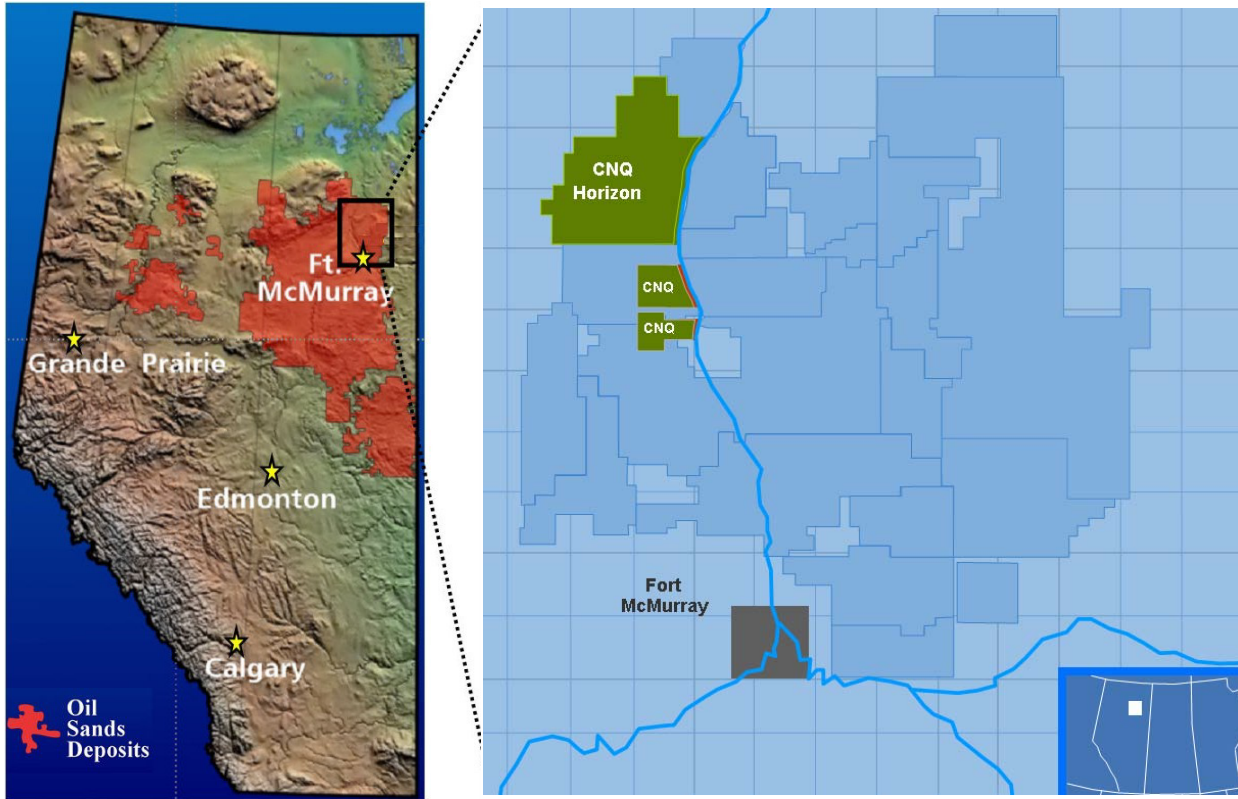 Ft.
McMurray
Grande Prairie
Edmonton
Calgary
Oil
Sands
Deposits
CNQ
Horizon
CNQ
CNQ
Fort
McMurray